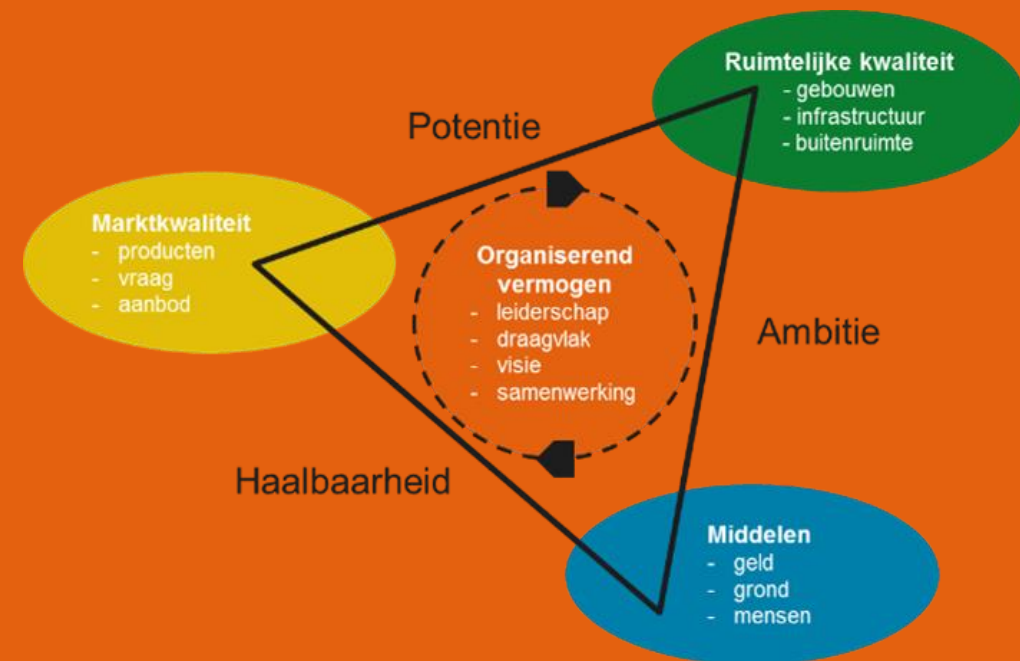 Ruimtelijke kwaliteit
- gebouwen
- infrastructuur
- buitenruimte
Potentie
Marktkwaliteit
- producten
- vraag
- aanbod
Organiserend
vermogen
- leiderschap
- draagvlak
- visie
- samenwerking
Ambitie
Haalbaarheid
Middelen
- geld
- grond
- mensen